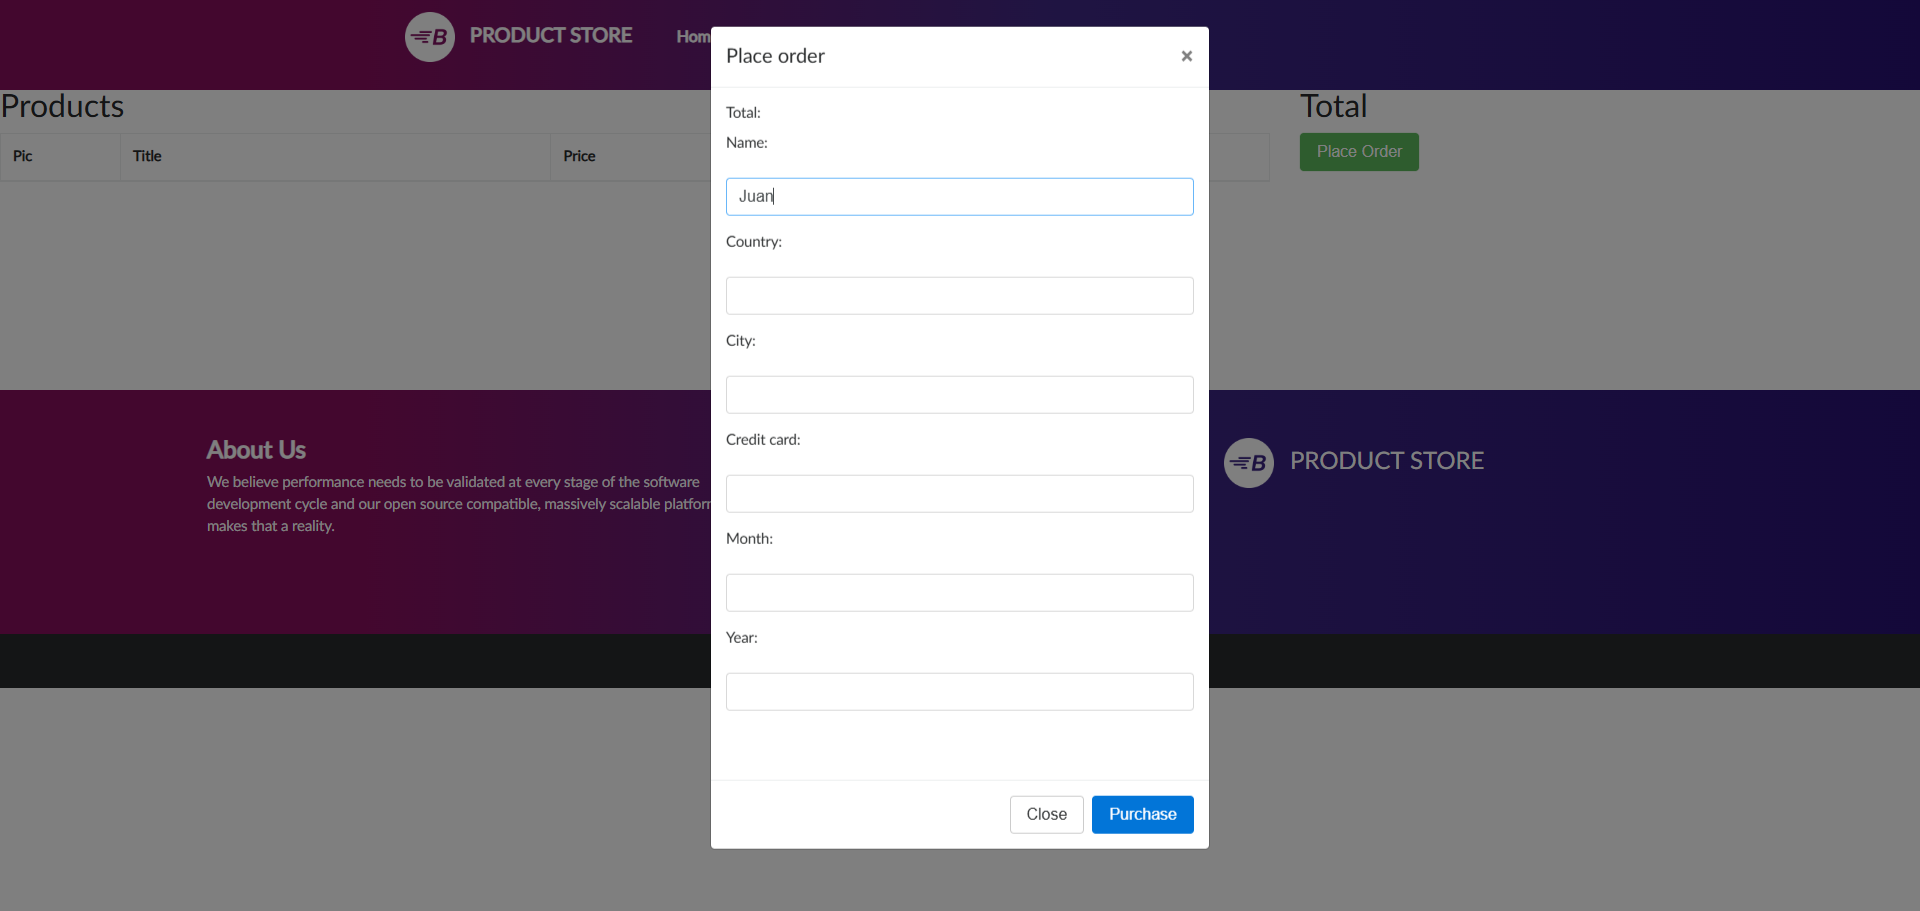 B PRODUCT STORE Hom
Place order ×
Products
Pic Title Price
Total
Place Order
Total:
Name:
Juan
Country:
City:
Credit card:
Month:
Year:
Close Purchase
About Us
We believe performance needs to be validated at every stage of the software
development cycle and our open source compatible, massively scalable platfor
makes that a reality.
B PRODUCT STORE